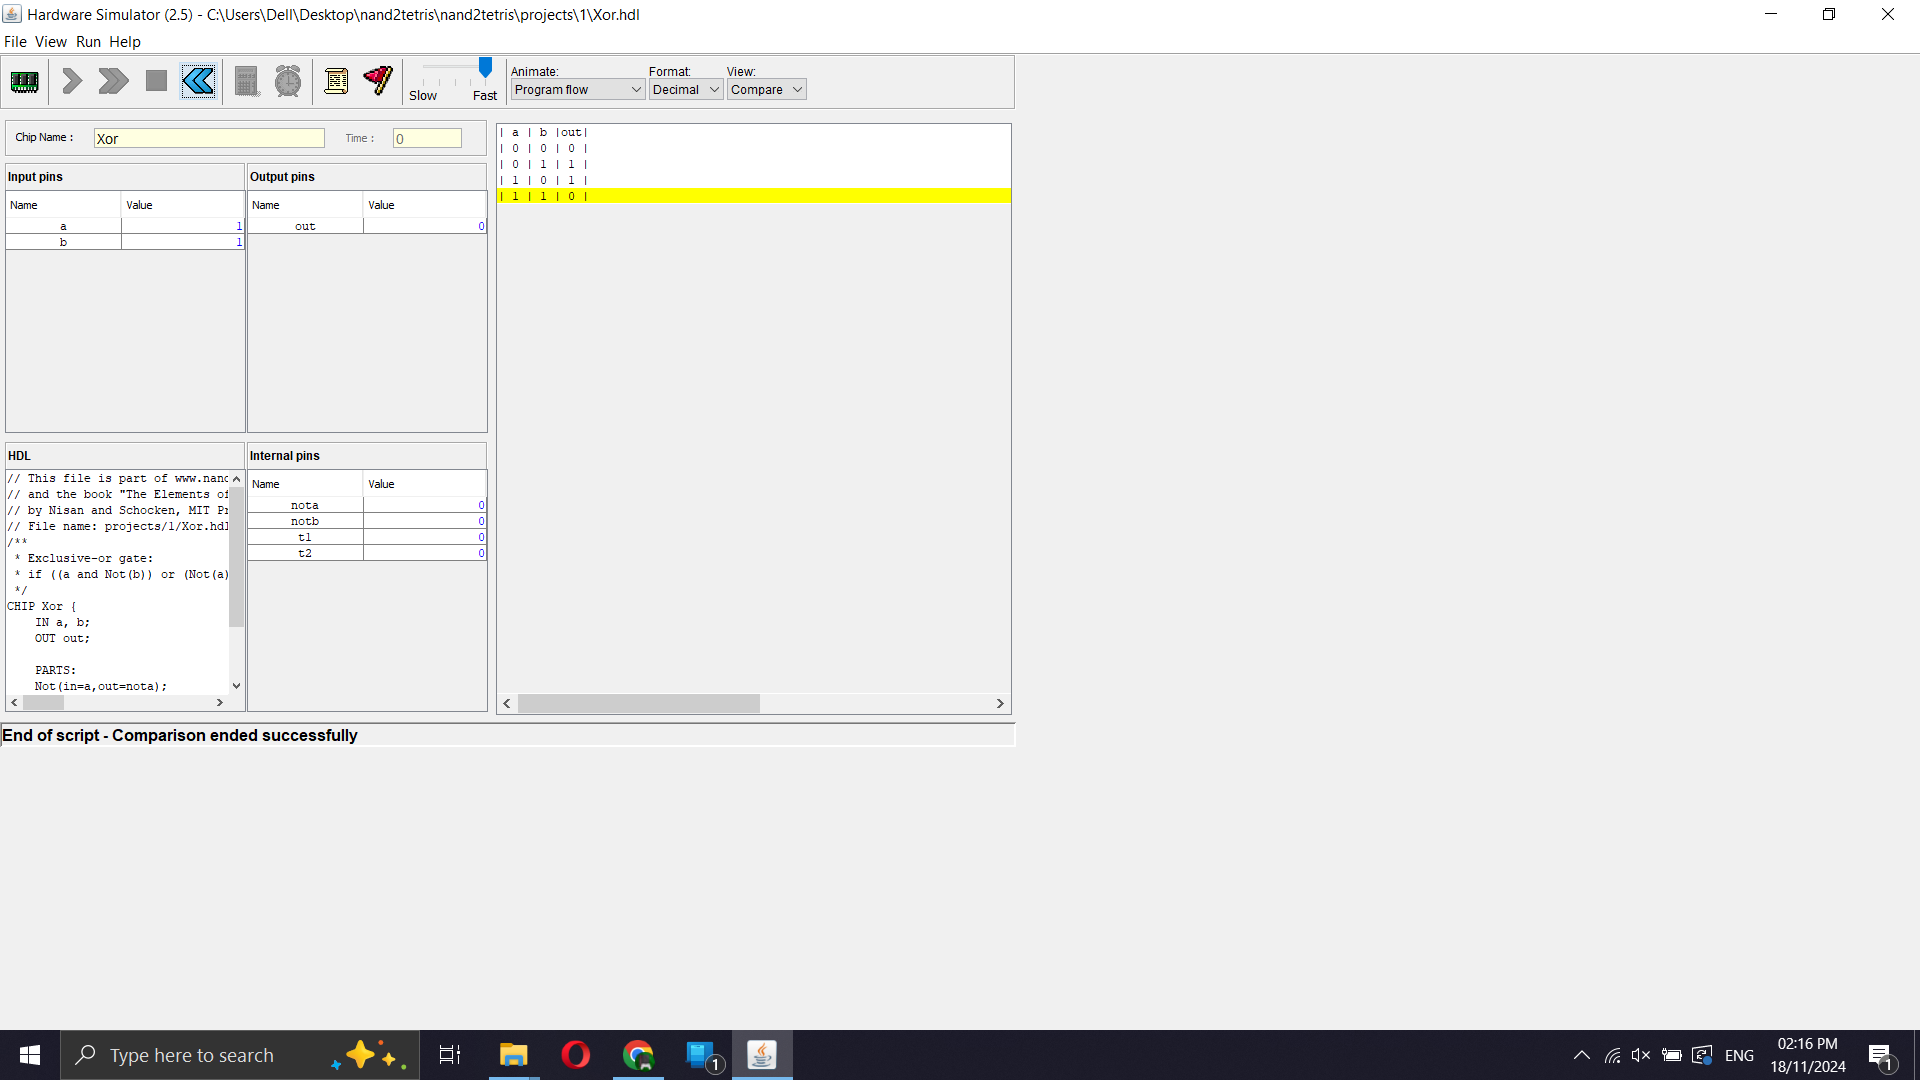 Hardware Simulator (2.5) - C:\Users\Dell\Desktop\nand2tetris\nand2tetris\projects\1\Xor.hdl
File View Run Help
Slow Fast
Animate: Format: View:
Program flow Decimal Compare
Chip Name : Xor Time : 0
Input pins
Name Value
a 1
b 1
Output pins
Name Value
out 0
| a | b |out|
| 0 | 0 | 0 |
| 0 | 1 | 1 |
| 1 | 0 | 1 |
| 1 | 1 | 0 |
HDL
// This file is part of www.nand
// and the book "The Elements of
// by Nisan and Schocken, MIT Pr
// File name: projects/1/Xor.hdl
/**
* Exclusive-or gate:
* if ((a and Not(b)) or (Not(a)
*/
CHIP Xor {
IN a, b;
OUT out;
PARTS:
Not(in=a,out=nota);
Internal pins
Name Value
nota 0
notb 0
t1 0
t2 0
End of script - Comparison ended successfully
Type here to search
1
ENG
02:16 PM
18/11/2024
1